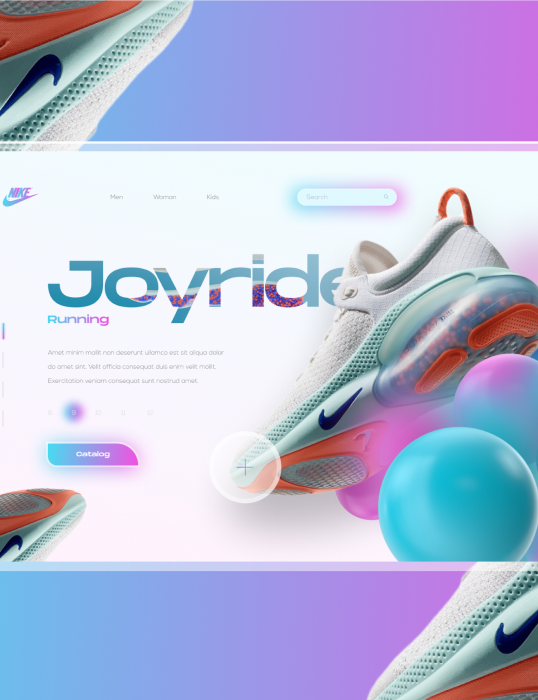 NIKE
Men Woman Kids
Search
Joyride
Running
Amet minim mollit non deserunt ullamco est sit aliqua dolor
do amet sint. Velit officia consequat duis enim velit mollit.
Exercitation veniam consequat sunt nostrud amet.
8 9 10 11 12
Catalog